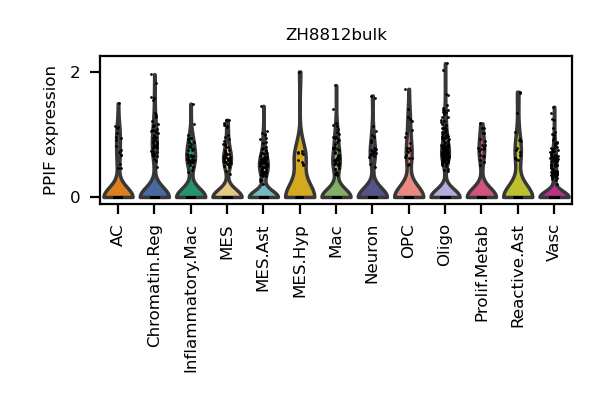 ZH8812bulk
PPIF expression
2
0
AC
Chromatin.Reg
Inflammatory.Mac
MES
MES.Ast
MES.Hyp
Mac
Neuron
OPC
Oligo
Prolif.Metab
Reactive.Ast
Vasc